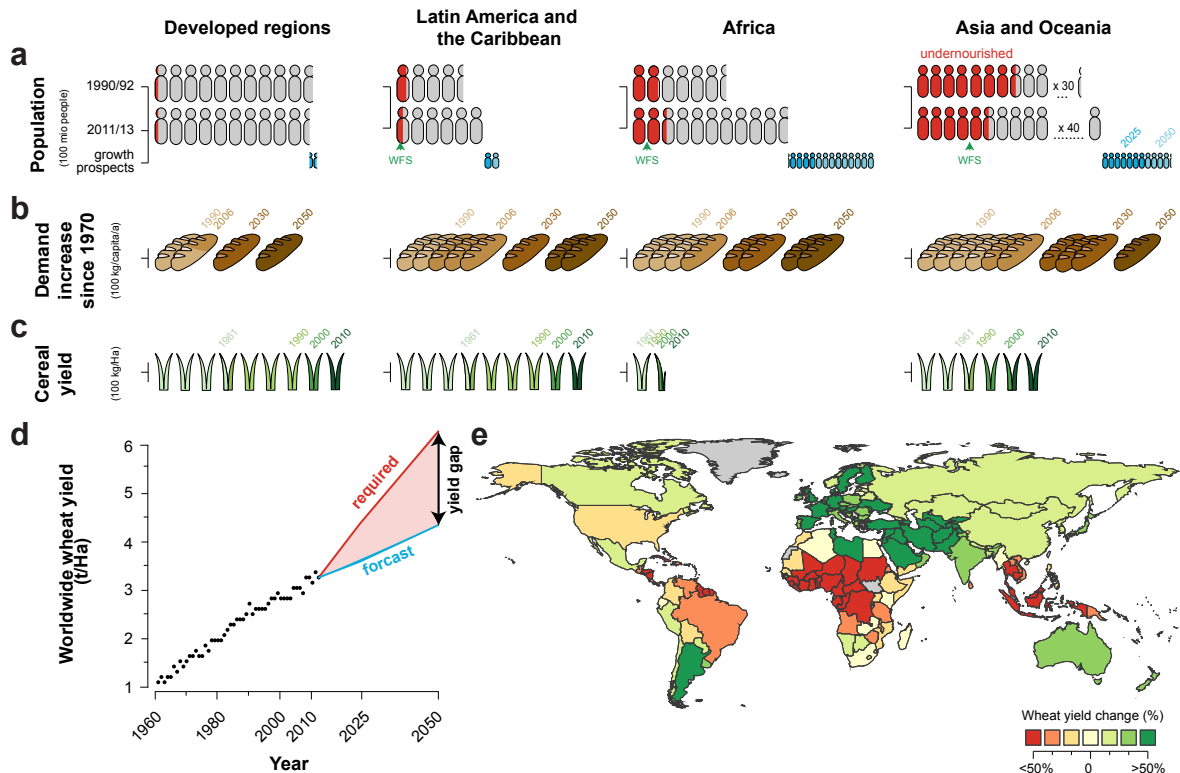 Developed regions
Latin America and
the Caribbean
Africa
Asia and Oceania
a
Population
(100 mio people)
1990/92
2011/13
growth
prospects
WFS
WFS
undernourished
x 30
x 40
WFS
2025
2050
b
Demand
increase
since 1970
(100 kg/capita/a)
1990
2006
2030
2050
1990
2006
2030
2050
1990
2006
2030
2050
1990
2006
2030
2050
c
Cereal
yield
(100 kg/Ha)
1961
1990
2000
2010
1961
1990
2000
2010
1961
1990
2000
2010
1961
1990
2000
2010
d
Worldwide wheat yield
(t/Ha)
6
5
4
3
2
1
required
forcast
yield gap
1960
1980
2000
2012
2025
2050
Year
e
Wheat yield change (%)
<50%
0
>50%